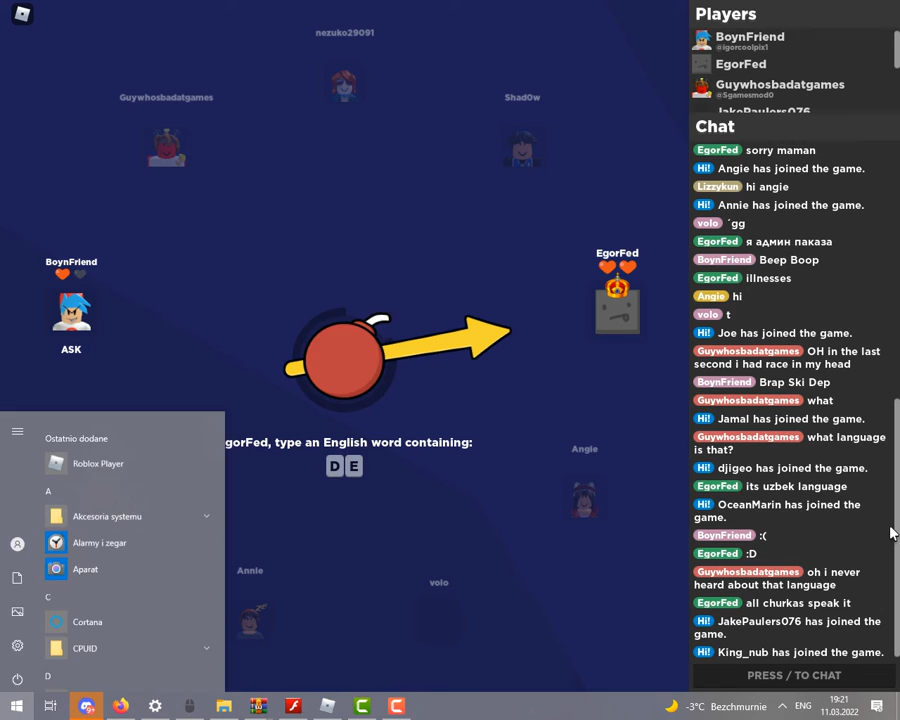 nezuko29091
Guywhosbadatgames
Shad0w
BoynFriend
ASK
EgorFed
gorFed, type an English word containing:
D E
Angie
Annie
volo
Ostatnio dodane
Roblox Player
A
Akcesoria systemu
Alarmy i zegar
Aparat
C
Cortana
CPUID
D
Players
BoynFriend
@igorcoolpix1
EgorFed
Guywhosbadatgames
@Sgamesmod0
JakePaulers076
Chat
EgorFed sorry maman
Hi! Angie has joined the game.
Lizzykun hi angie
Hi! Annie has joined the game.
volo ´gg
EgorFed я админ паказа
BoynFriend Beep Boop
EgorFed illnesses
Angie hi
volo t
Hi! Joe has joined the game.
Guywhosbadatgames OH in the last
second i had race in my head
BoynFriend Brap Ski Dep
Guywhosbadatgames what
Hi! Jamal has joined the game.
Guywhosbadatgames what language
is that?
Hi! djigeo has joined the game.
EgorFed its uzbek language
Hi! OceanMarin has joined the
game.
BoynFriend :(
EgorFed :D
Guywhosbadatgames oh i never
heard about that language
EgorFed all churkas speak it
Hi! JakePaulers076 has joined the
game.
Hi! King_nub has joined the game.
PRESS / TO CHAT
-3°C Bezchmurnie
ENG
19:21
11.03.2022